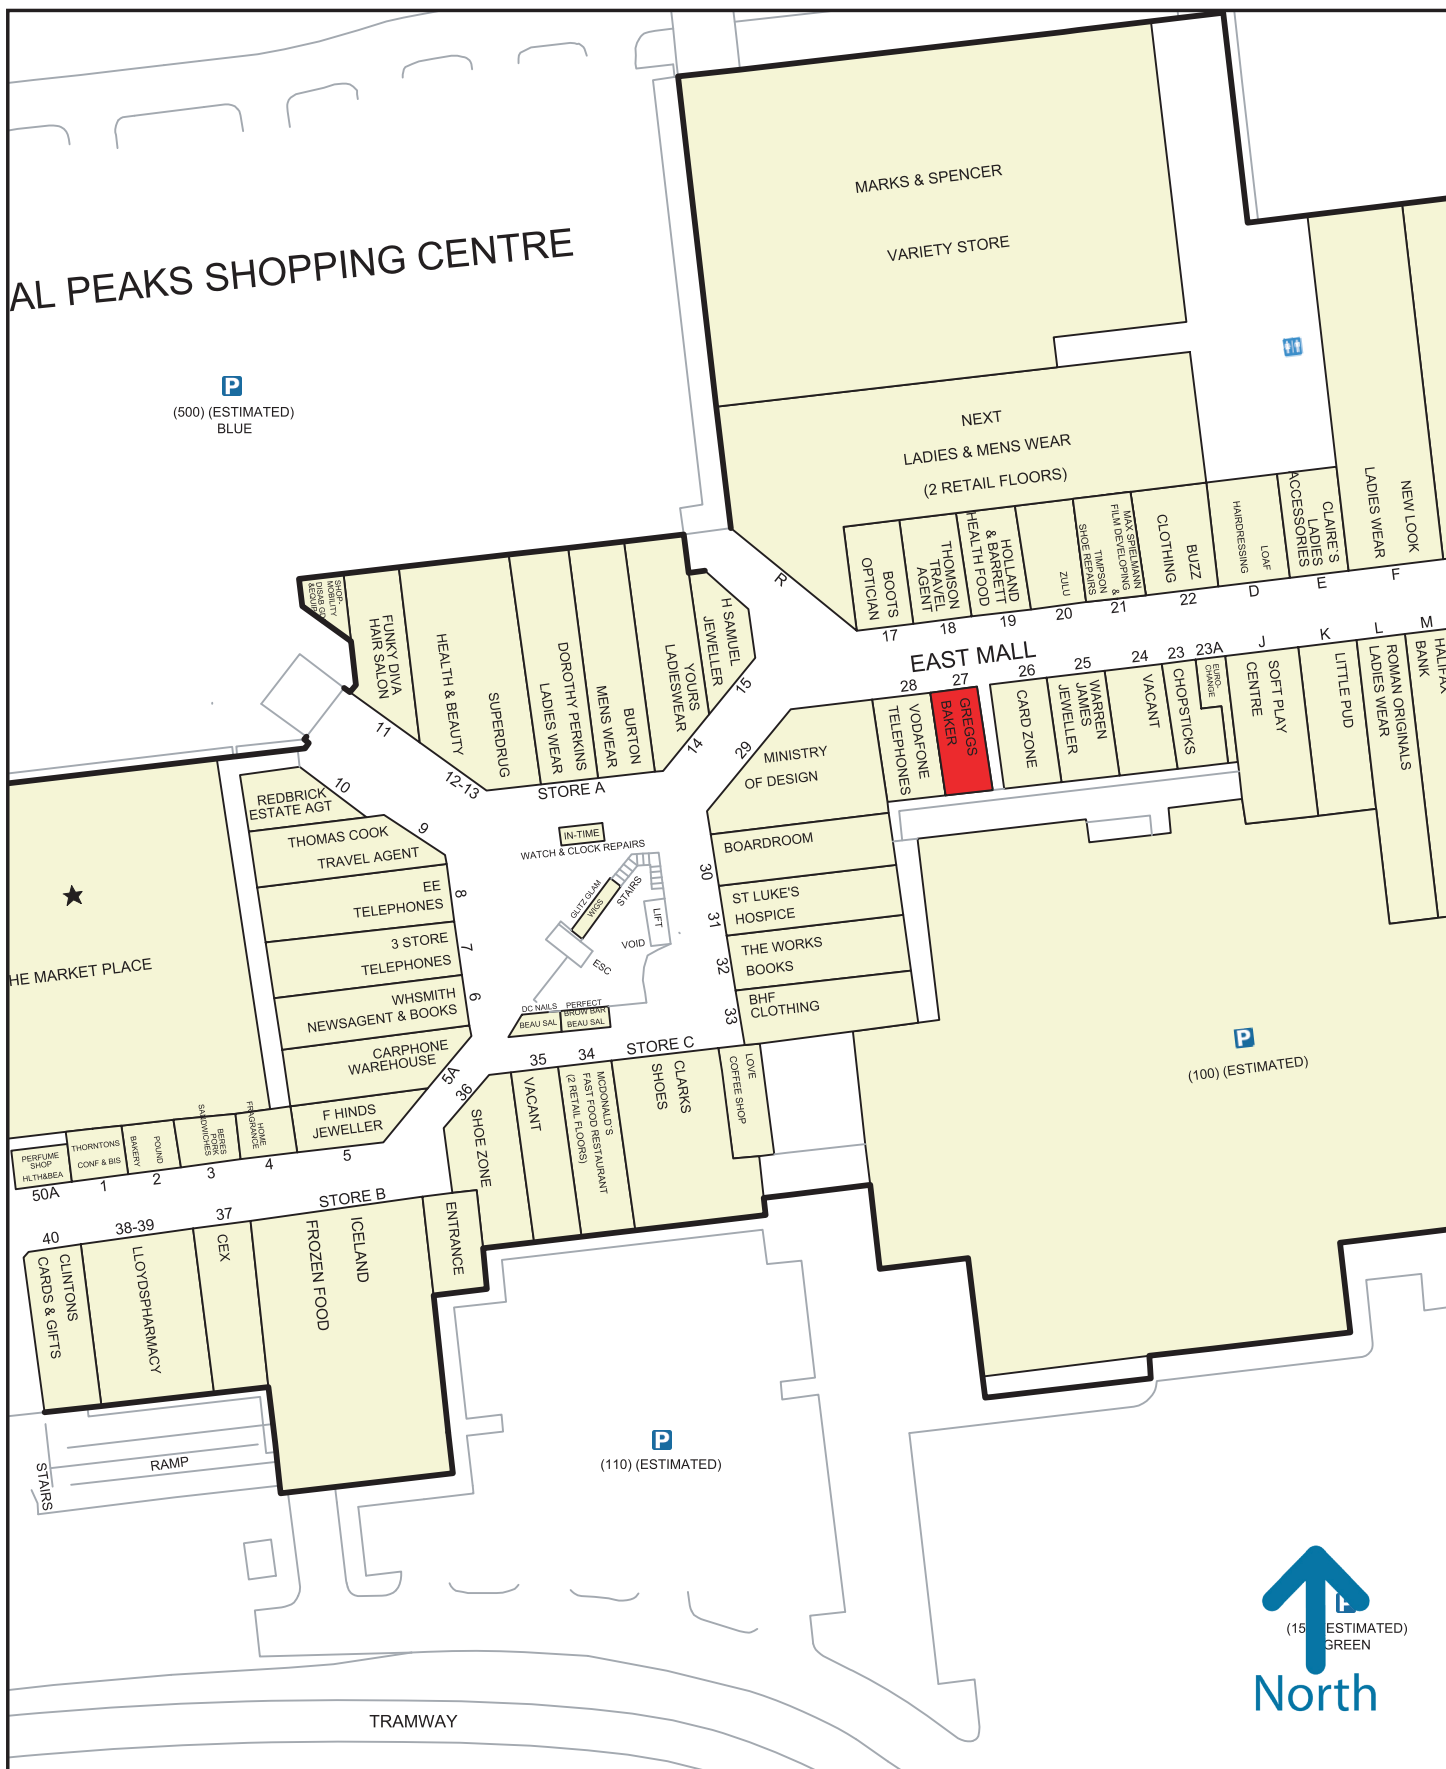 MARKS & SPENCER
VARIETY STORE
AL PEAKS SHOPPING CENTRE
P
(500) (ESTIMATED)
BLUE
NEXT
LADIES & MENS WEAR
(2 RETAIL FLOORS)
R
BOOTS
OPTICIAN
17
THOMSON
TRAVEL
AGENT
18
HOLLAND
& BARRETT
HEALTH FOOD
19
ZULU
20
MAX SPIELMANN
FILM DEVELOPING &
TIMPSON
SHOE REPAIRS
21
BUZZ
CLOTHING
22
LOAF
HAIRDRESSING
D
CLAIRE'S
LADIES
ACCESSORIES
E
NEW LOOK
LADIES WEAR
F
EAST MALL
SHOP-
MOBILITY
DISAB GDS
&EQUIP
FUNKY DIVA
HAIR SALON
11
SUPERDRUG
HEALTH & BEAUTY
12-13
DOROTHY PERKINS
LADIES WEAR
BURTON
MENS WEAR
STORE A
YOURS
LADIESWEAR
14
H SAMUEL
JEWELLER
15
29
MINISTRY
OF DESIGN
28
VODAFONE
TELEPHONES
27
GREGGS
BAKER
26
CARD ZONE
25
WARREN
JAMES
JEWELLER
24
VACANT
23
CHOPSTICKS
23A
EURO-
CHANGE
J
SOFT PLAY
CENTRE
K
LITTLE PUD
L
ROMAN ORIGINALS
LADIES WEAR
M
HALIFAX
BANK
REDBRICK
ESTATE AGT
10
THOMAS COOK
TRAVEL AGENT
9
EE
TELEPHONES
8
3 STORE
TELEPHONES
7
WHSMITH
NEWSAGENT & BOOKS
6
CARPHONE
WAREHOUSE
5A
HE MARKET PLACE
IN-TIME
WATCH & CLOCK REPAIRS
GLITZ GLAM
WIGS
STAIRS
LIFT
VOID
ESC
DC NAILS
BEAU SAL
PERFECT
BROW BAR
BEAU SAL
BOARDROOM
30
ST LUKE'S
HOSPICE
31
THE WORKS
BOOKS
32
BHF
CLOTHING
33
P
(100) (ESTIMATED)
PERFUME
SHOP
HLTH&BEA
50A
THORNTONS
CONF & BIS
1
POUND
BAKERY
2
BERES
PORK
SANDWICHES
3
HOME
FRAGRANCE
4
F HINDS
JEWELLER
5
36
SHOE ZONE
35
VACANT
34
MCDONALD'S
FAST FOOD RESTAURANT
(2 RETAIL FLOORS)
STORE C
CLARKS
SHOES
LOVE
COFFEE SHOP
40
CLINTONS
CARDS & GIFTS
38-39
LLOYDSPHARMACY
37
CEX
STORE B
ICELAND
FROZEN FOOD
ENTRANCE
RAMP
STAIRS
P
(110) (ESTIMATED)
P
(15 ESTIMATED)
GREEN
North
TRAMWAY